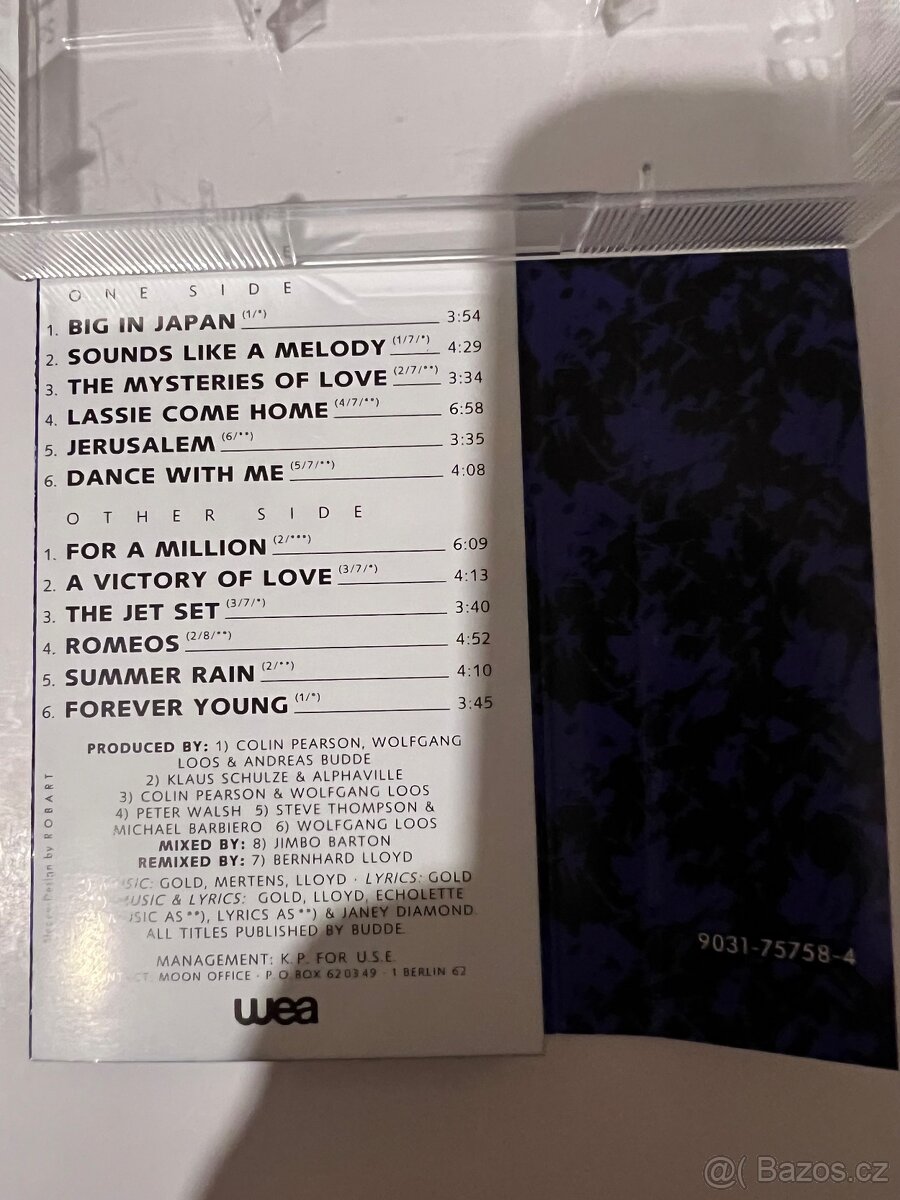 ONE SIDE
1. BIG IN JAPAN (1/*) 3:54
2. SOUNDS LIKE A MELODY (1/7/*) 4:29
3. THE MYSTERIES OF LOVE (2/7/**) 3:34
4. LASSIE COME HOME (4/7/**) 6:58
5. JERUSALEM (6/**) 3:35
6. DANCE WITH ME (5/7/**) 4:08
OTHER SIDE
1. FOR A MILLION (2/***) 6:09
2. A VICTORY OF LOVE (3/7/*) 4:13
3. THE JET SET (3/7/*) 3:40
4. ROMEOS (2/8/**) 4:52
5. SUMMER RAIN (2/**) 4:10
6. FOREVER YOUNG (1/*) 3:45
PRODUCED BY: 1) COLIN PEARSON, WOLFGANG
LOOS & ANDREAS BUDDE
2) KLAUS SCHULZE & ALPHAVILLE
3) COLIN PEARSON & WOLFGANG LOOS
4) PETER WALSH 5) STEVE THOMPSON &
MICHAEL BARBIERO 6) WOLFGANG LOOS
MIXED BY: 8) JIMBO BARTON
REMIXED BY: 7) BERNHARD LLOYD
GOLD, MERTENS, LLOYD · LYRICS: GOLD
MUSIC & LYRICS: GOLD, LLOYD, ECHOLETTE
AS **), LYRICS AS **) & JANEY DIAMOND
ALL TITLES PUBLISHED BY BUDDE
MANAGEMENT: K.P. FOR U.S.E.
MOON OFFICE · P.O. BOX 620349 · 1 BERLIN 62
wea
Design by ROBART
9031-75758-4
@( Bazos.cz